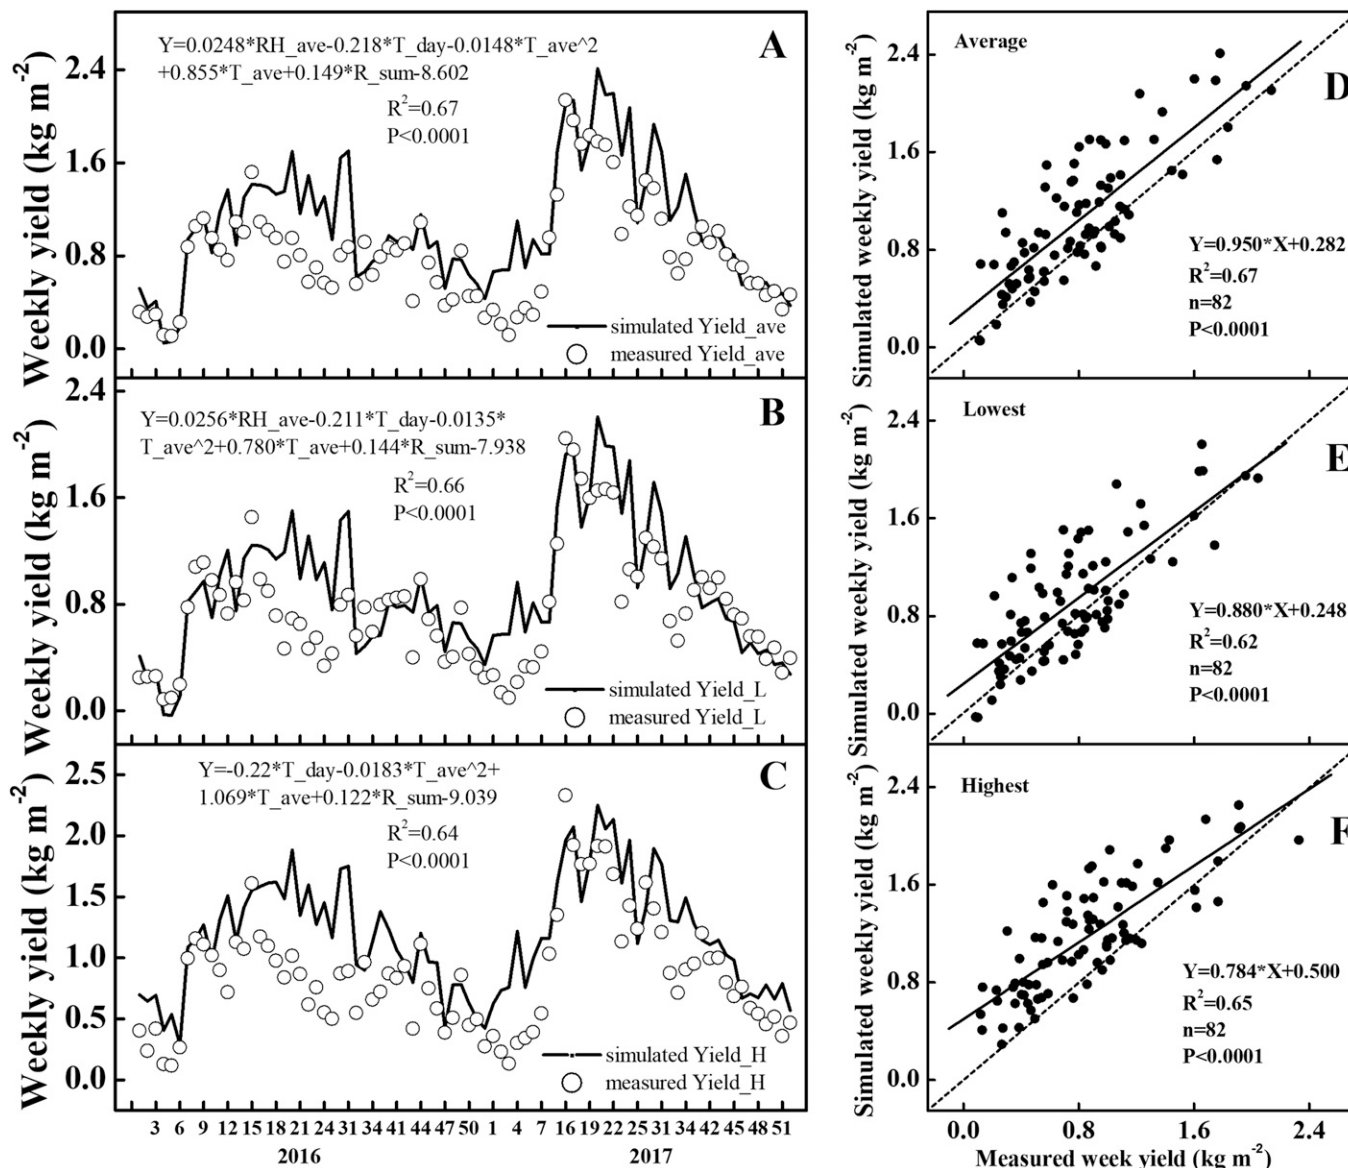 Y=0.0248*RH_ave-0.218*T_day-0.0148*T_ave^2
+0.855*T_ave+0.149*R_sum-8.602
R²=0.67
P<0.0001
A
Weekly yield (kg m⁻²)
2.4
1.6
0.8
0.0
simulated Yield_ave
measured Yield_ave
Y=0.0256*RH_ave-0.211*T_day-0.0135*
T_ave^2+0.780*T_ave+0.144*R_sum-7.938
R²=0.66
P<0.0001
B
Weekly yield (kg m⁻²)
2.4
1.6
0.8
0.0
simulated Yield_L
measured Yield_L
Y=-0.22*T_day-0.0183*T_ave^2+
1.069*T_ave+0.122*R_sum-9.039
R²=0.64
P<0.0001
C
Weekly yield (kg m⁻²)
2.5
2.0
1.5
1.0
0.5
0.0
simulated Yield_H
measured Yield_H
3 6 9 12 15 18 21 24 28 31 34 38 41 44 47 50 1 4 7 16 19 22 25 28 31 34 42 45 48 51
2016 2017
Average
D
Simulated weekly yield (kg m⁻²)
2.4
1.6
0.8
0.0
Y=0.950*X+0.282
R²=0.67
n=82
P<0.0001
Lowest
E
Simulated weekly yield (kg m⁻²)
2.4
1.6
0.8
0.0
Y=0.880*X+0.248
R²=0.62
n=82
P<0.0001
Highest
F
Simulated weekly yield (kg m⁻²)
2.4
1.6
0.8
0.0
Y=0.784*X+0.500
R²=0.65
n=82
P<0.0001
0.0 0.8 1.6 2.4
Measured week yield (kg m⁻²)